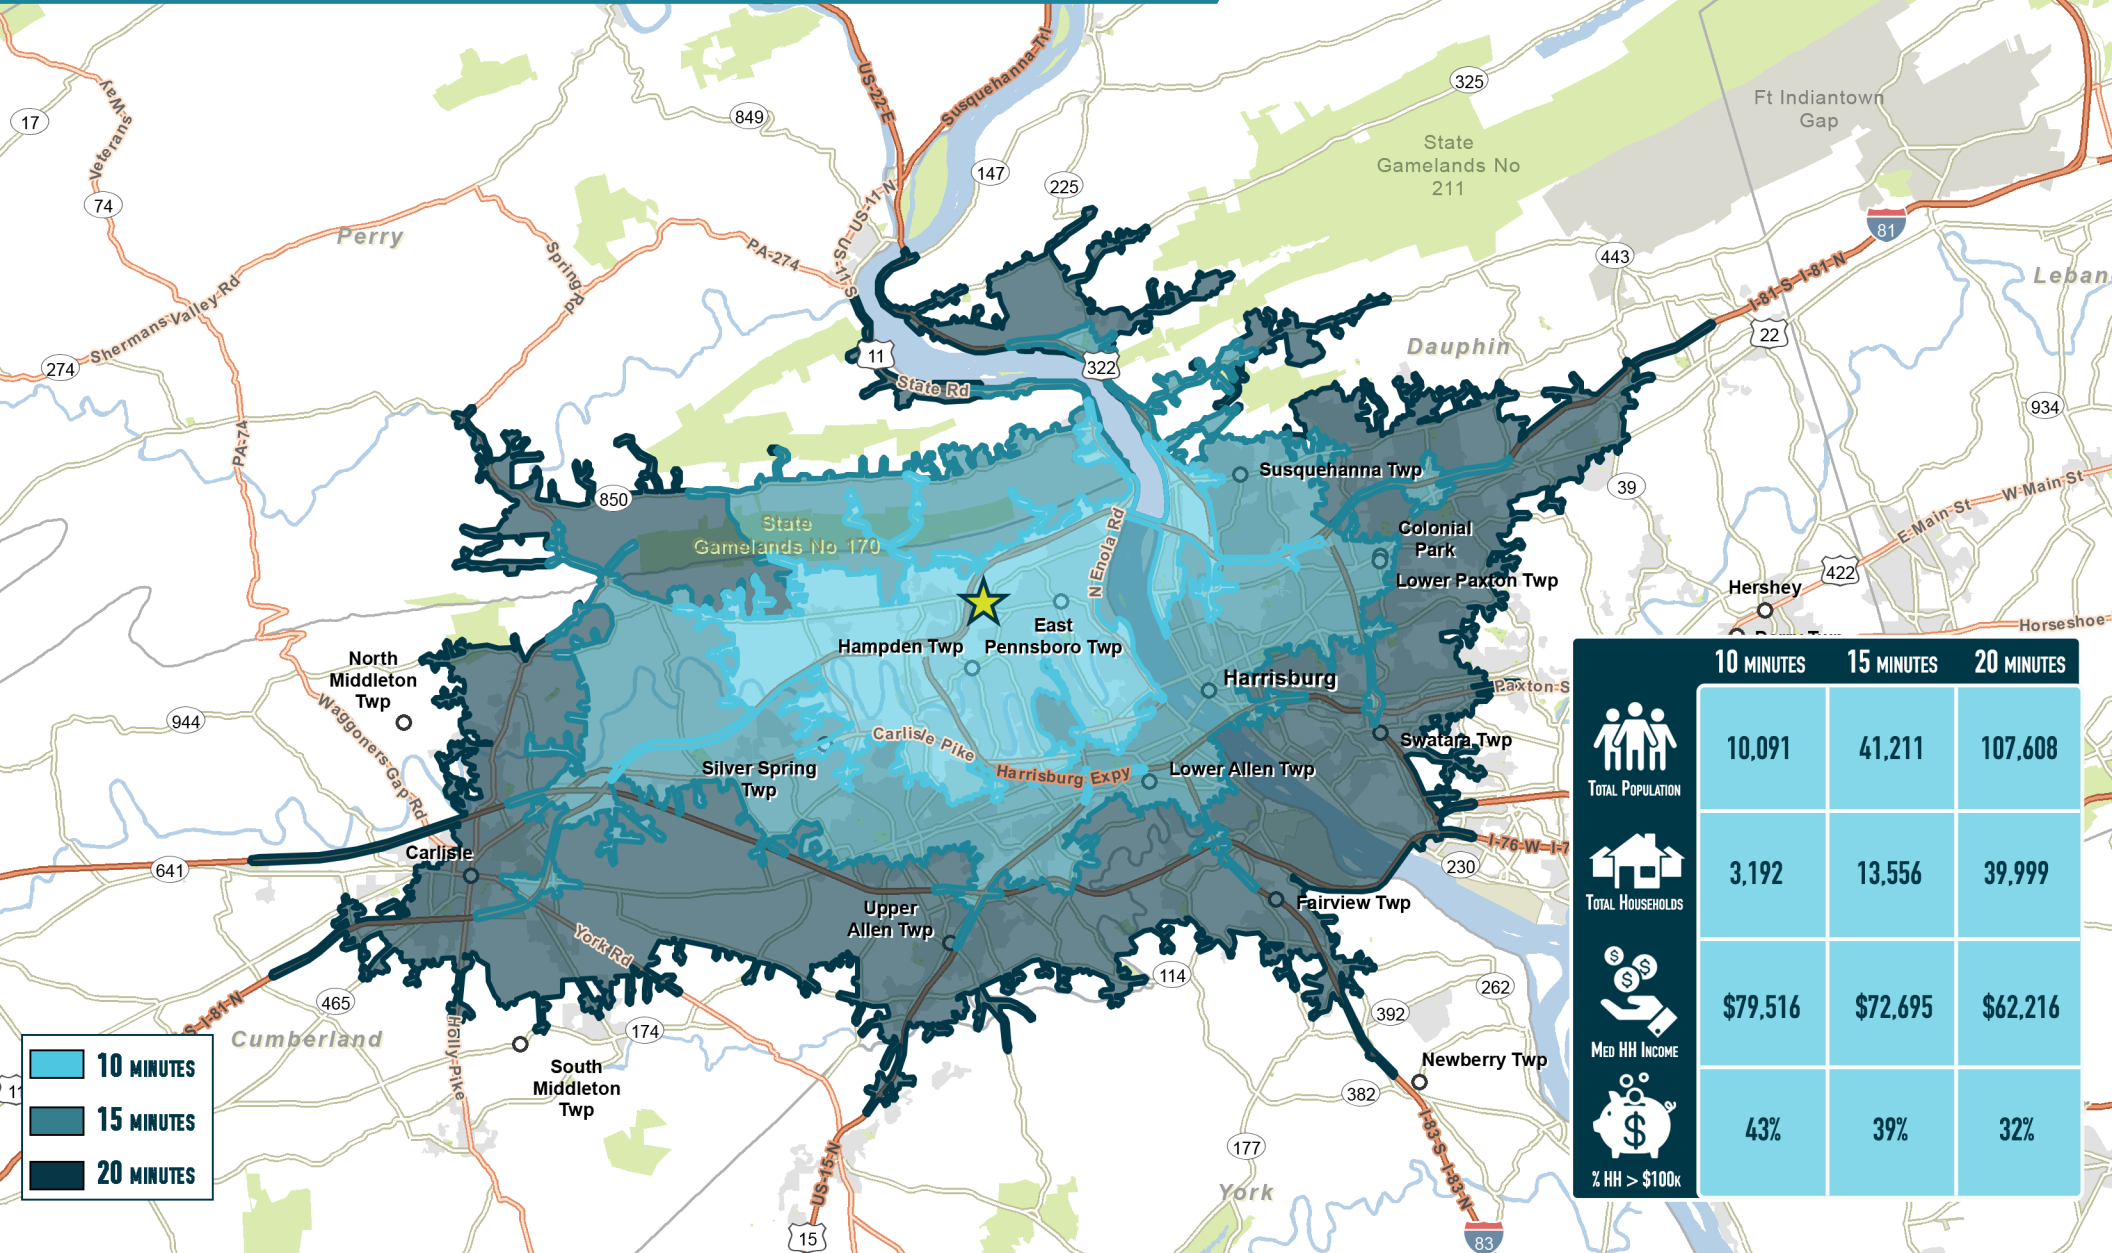 US-22-E
Susquehanna Trl
325
Ft Indiantown
Gap
Veterans
Way
17
849
State
Gamelands No
211
147
225
74
81
Perry
US-11-N
US-11-S
PA-274
Spring Rd
443
I-81-S-I-81-N
Leban
22
Shermans Valley Rd
274
11
State Rd
322
Dauphin
934
PA-74
Susquehanna Twp
39
W Main St
850
State
Gamelands No 170
N Enola Rd
Colonial
Park
E Main St
Lower Paxton Twp
422
Hershey
Horseshoe
East
Pennsboro Twp
Hampden Twp
North
Middleton
Twp
Harrisburg
Paxton S
944
Waggoners Gap Rd
Carlisle Pike
Swatara Twp
Silver Spring
Twp
Harrisburg Expy
Lower Allen Twp
Carlisle
641
I-76-W-I-7
230
Upper
Allen Twp
Fairview Twp
York Rd
114
262
465
S-I-81-N
Cumberland
Holly Pike
174
392
South
Middleton
Twp
Newberry Twp
382
11
I-83-S-I-83-N
177
York
US-15-N
15
83
10 MINUTES
15 MINUTES
20 MINUTES
10 MINUTES 15 MINUTES 20 MINUTES
TOTAL POPULATION 10,091 41,211 107,608
TOTAL HOUSEHOLDS 3,192 13,556 39,999
MED HH INCOME $79,516 $72,695 $62,216
% HH > $100K 43% 39% 32%